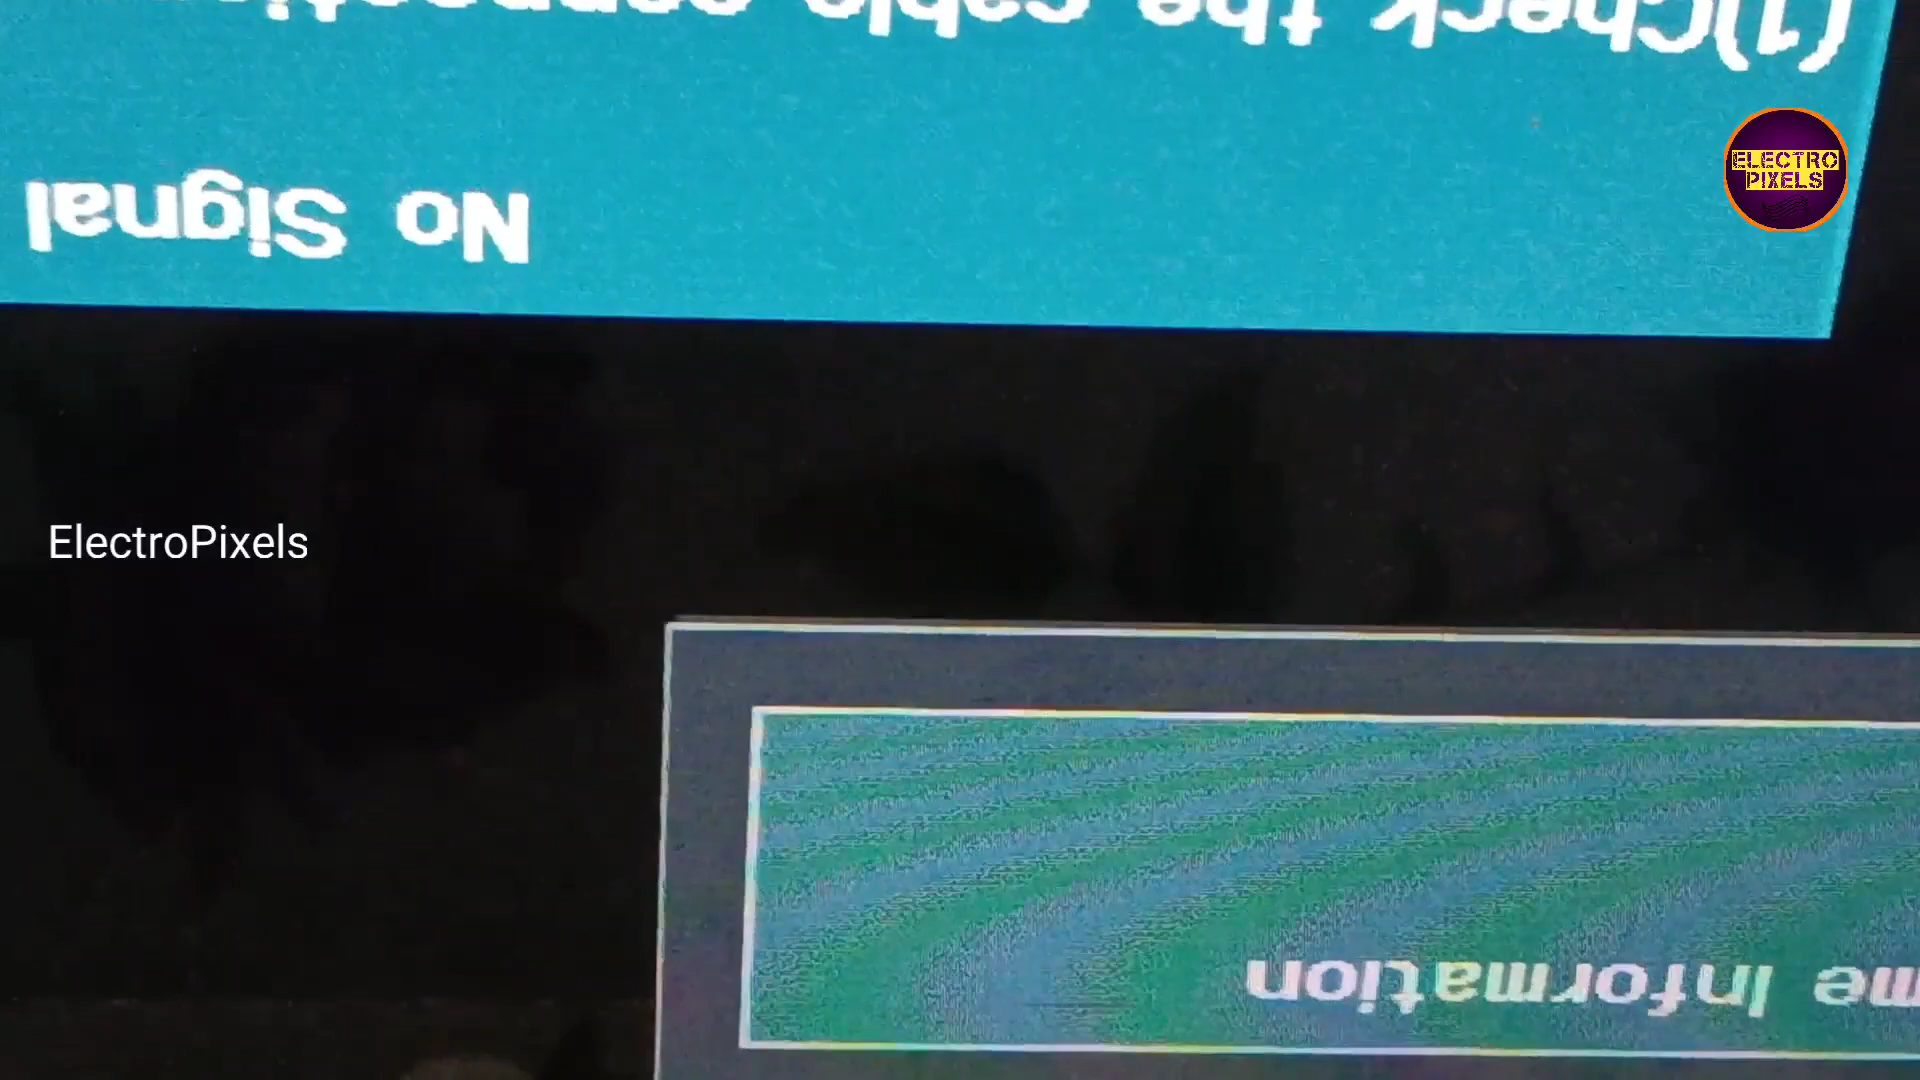 (1)Check the cable
No Signal
ELECTRO
PIXELS
ElectroPixels
Information